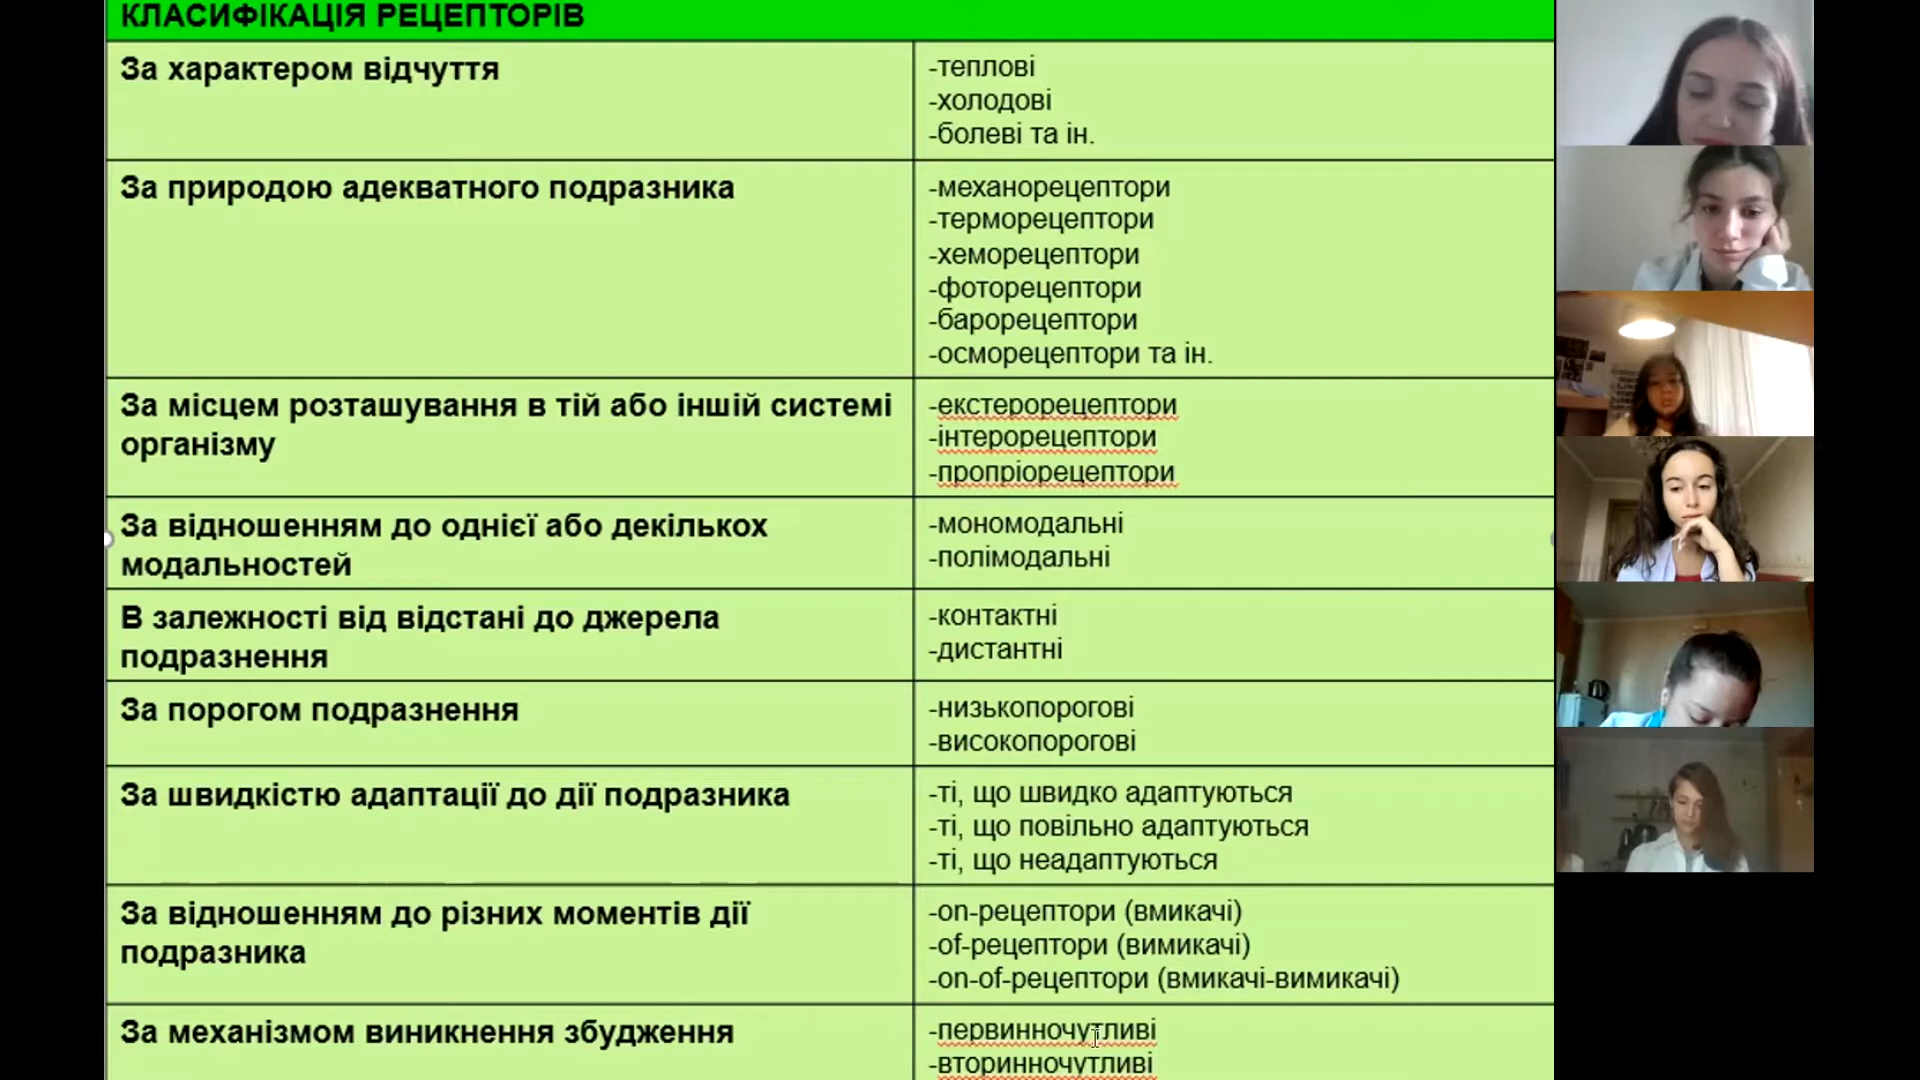 КЛАСИФІКАЦІЯ РЕЦЕПТОРІВ
За характером відчуття
-теплові
-холодові
-болеві та ін.
За природою адекватного подразника
-механорецептори
-терморецептори
-хеморецептори
-фоторецептори
-барорецептори
-осморецептори та ін.
За місцем розташування в тій або іншій системі
організму
-екстерорецептори
-інтерорецептори
-пропріорецептори
За відношенням до однієї або декількох
модальностей
-мономодальні
-полімодальні
В залежності від відстані до джерела
подразнення
-контактні
-дистантні
За порогом подразнення
-низькопорогові
-високопорогові
За швидкістю адаптації до дії подразника
-ті, що швидко адаптуються
-ті, що повільно адаптуються
-ті, що неадаптуються
За відношенням до різних моментів дії
подразника
-on-рецептори (вмикачі)
-of-рецептори (вимикачі)
-on-of-рецептори (вмикачі-вимикачі)
За механізмом виникнення збудження
-первинночутливі
-вторинночутливі